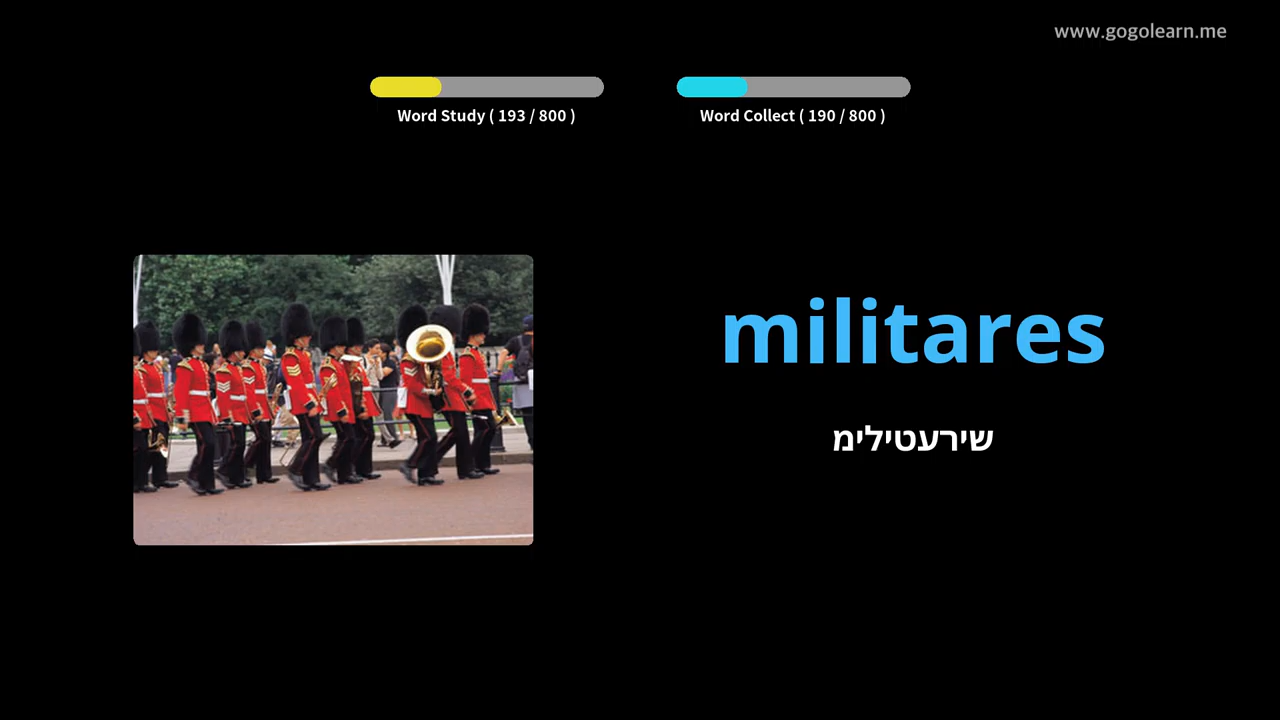 www.gogolearn.me
Word Study ( 193 / 800 )
Word Collect ( 190 / 800 )
militares
שירעטילימ